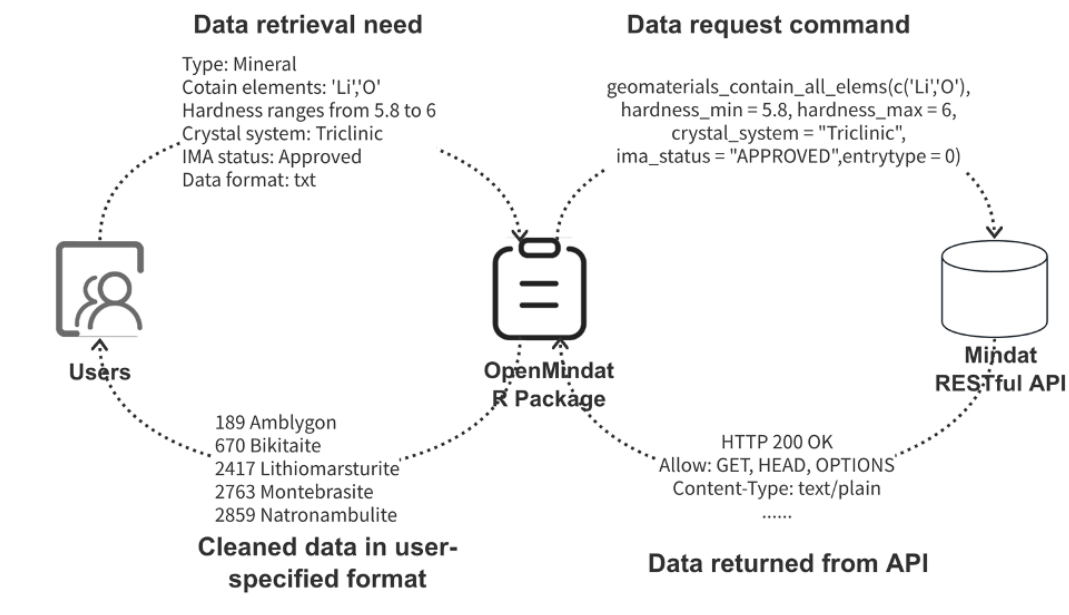 Data retrieval need
Type: Mineral
Cotain elements: 'Li','O'
Hardness ranges from 5.8 to 6
Crystal system: Triclinic
IMA status: Approved
Data format: txt
Data request command
geomaterials_contain_all_elems(c('Li','O'),
hardness_min = 5.8, hardness_max = 6,
crystal_system = "Triclinic",
ima_status = "APPROVED",entrytype = 0)
Users
OpenMindat
R Package
Mindat
RESTful API
189 Amblygon
670 Bikitaite
2417 Lithiomarsturite
2763 Montebrasite
2859 Natronambulite
Cleaned data in user-
specified format
HTTP 200 OK
Allow: GET, HEAD, OPTIONS
Content-Type: text/plain
......
Data returned from API